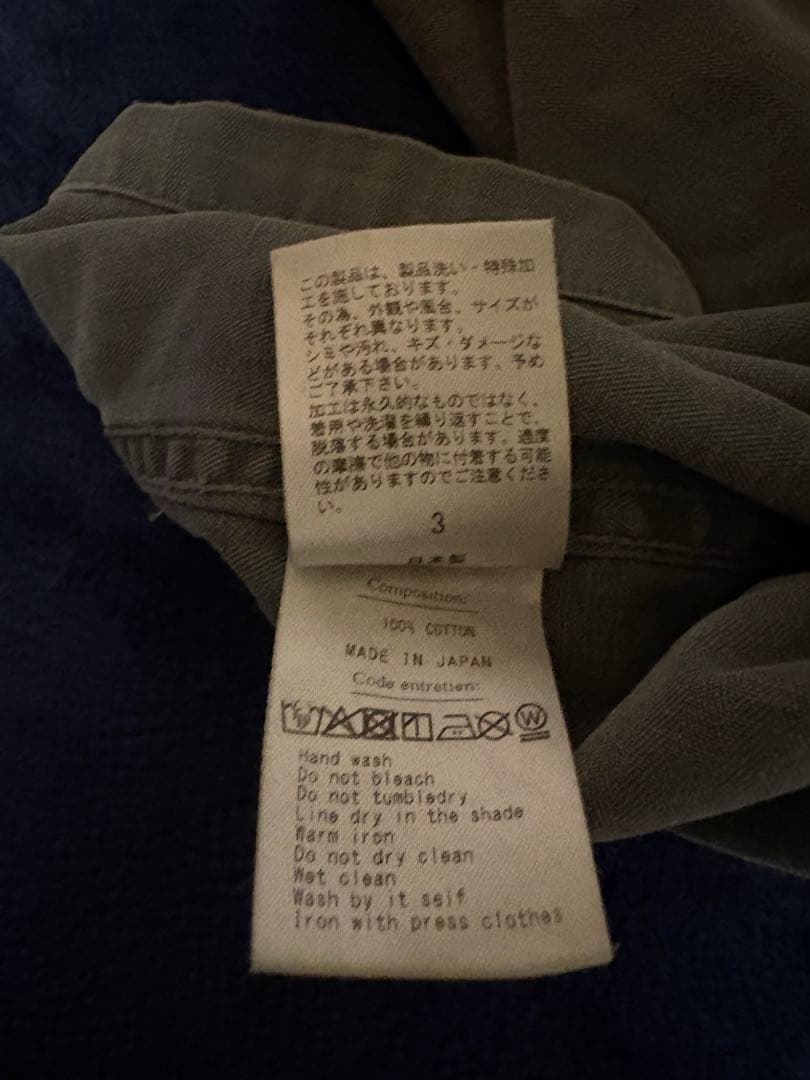 この製品は、製品洗い・特殊加
工を施しております。
その為、外観や風合、サイズが
それぞれ異なります。
シミや汚れ、キズ・ダメージな
どがある場合があります。予め
ご了承下さい。
加工は永久的なものではなく、
着用や洗濯を繰り返すことで、
脱落する場合があります。過度
の摩擦で他の物に付着する可能
性がありますのでご注意くださ
い。
3
日本製
Composition:
100% COTTON
MADE IN JAPAN
Code entretien:
W
Hand wash
Do not bleach
Do not tumbledry
Line dry in the shade
Warm iron
Do not dry clean
Wet clean
Wash by it self
Iron with press clothes